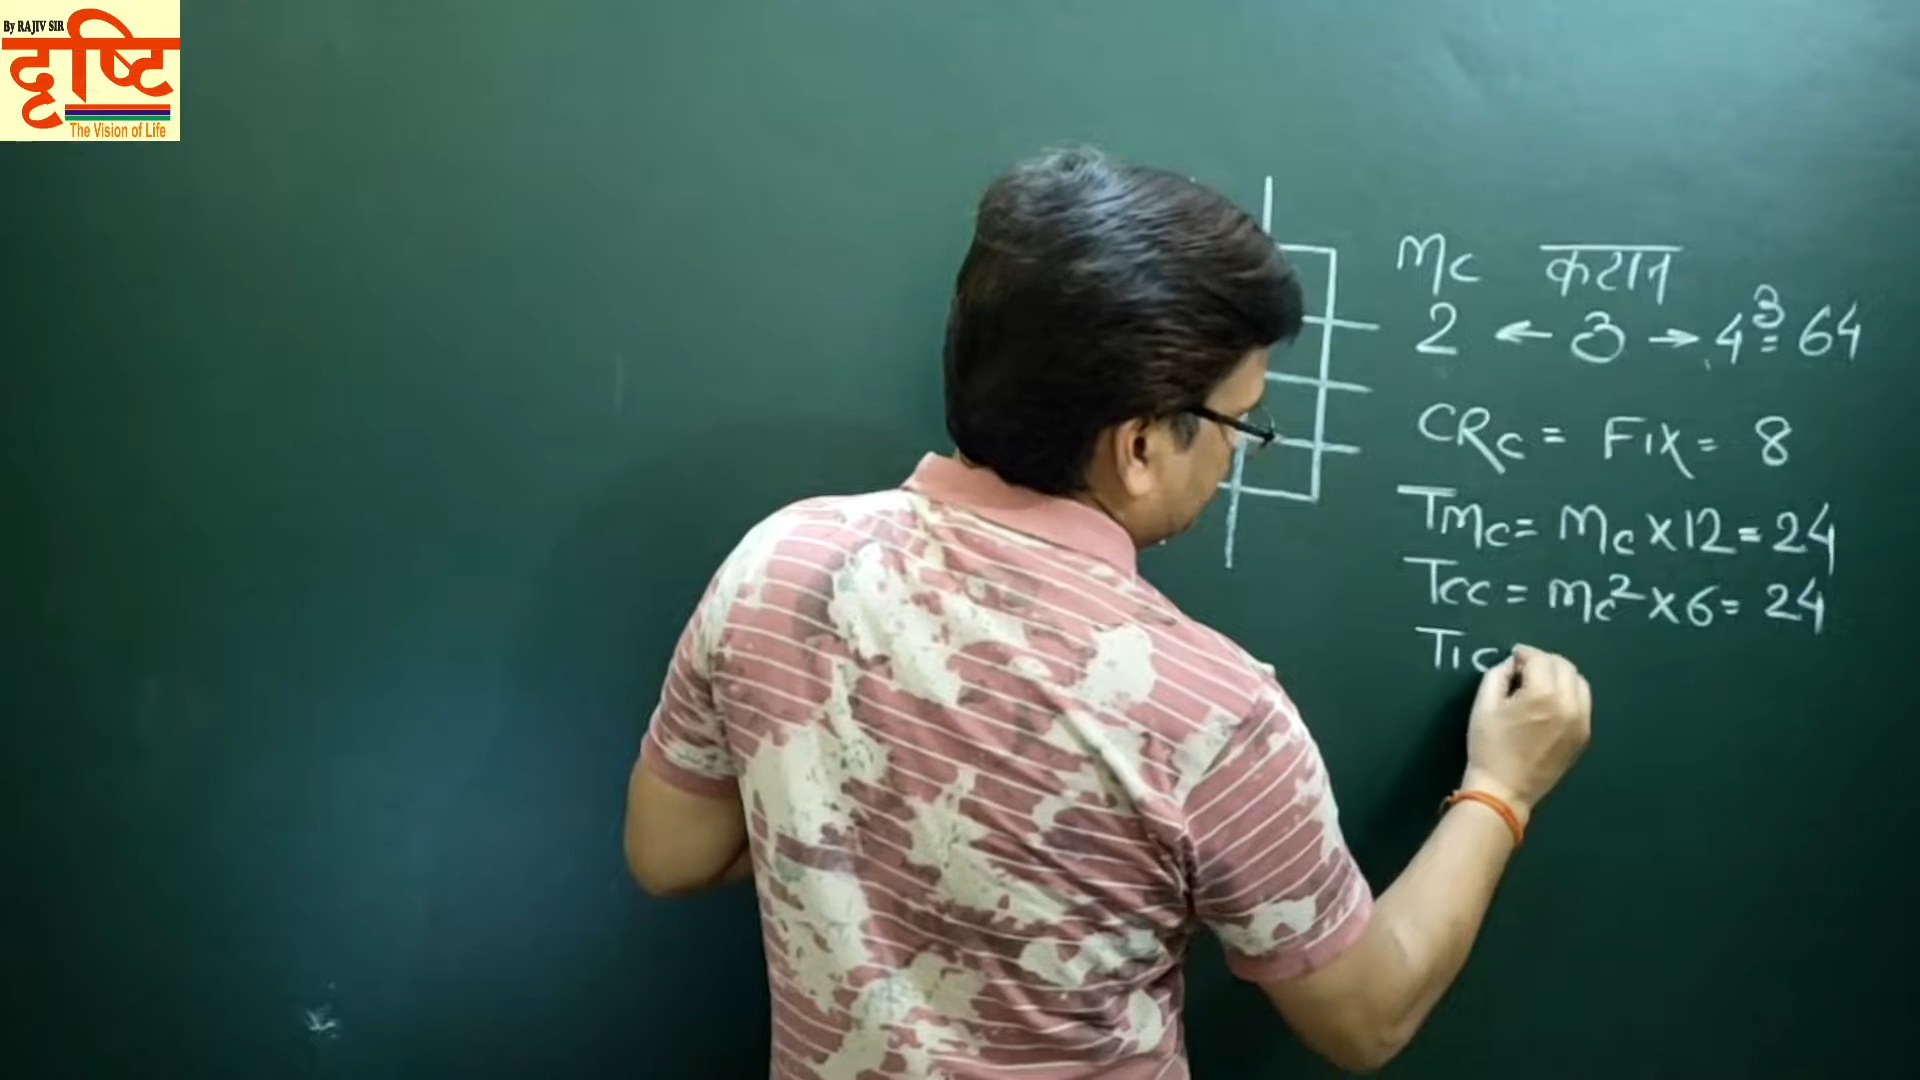 By RAJIV SIR
दृष्टि
The Vision of Life
Mc कटान
2 ← 3 → 4³ = 64
CRc = Fix = 8
TMc = Mc × 12 = 24
Tcc = Mc² × 6 = 24
TIc